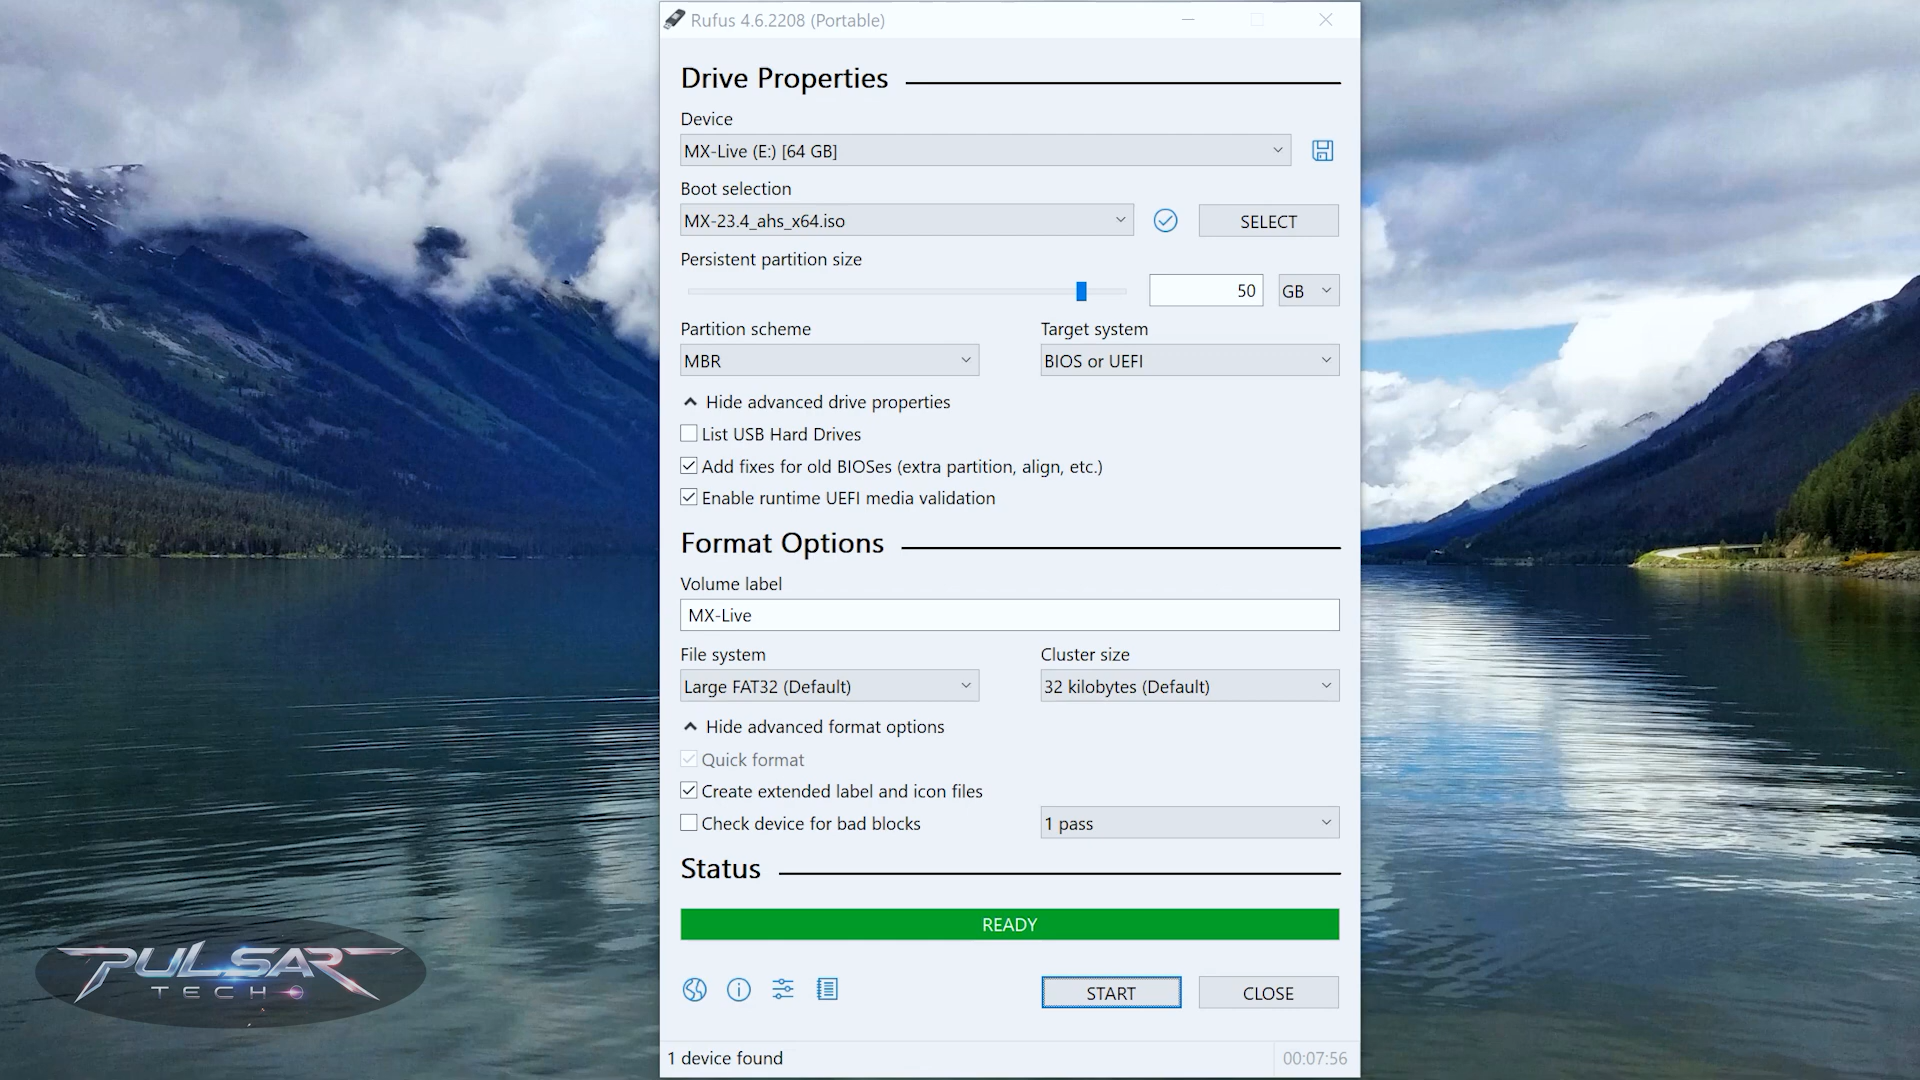 Rufus 4.6.2208 (Portable)
Drive Properties
Device
MX-Live (E:) [64 GB]
Boot selection
MX-23.4_ahs_x64.iso
SELECT
Persistent partition size
50
GB
Partition scheme
Target system
MBR
BIOS or UEFI
Hide advanced drive properties
List USB Hard Drives
Add fixes for old BIOSes (extra partition, align, etc.)
Enable runtime UEFI media validation
Format Options
Volume label
MX-Live
File system
Cluster size
Large FAT32 (Default)
32 kilobytes (Default)
Hide advanced format options
Quick format
Create extended label and icon files
Check device for bad blocks
1 pass
Status
READY
PULSAR
TECH
START
CLOSE
1 device found
00:07:56